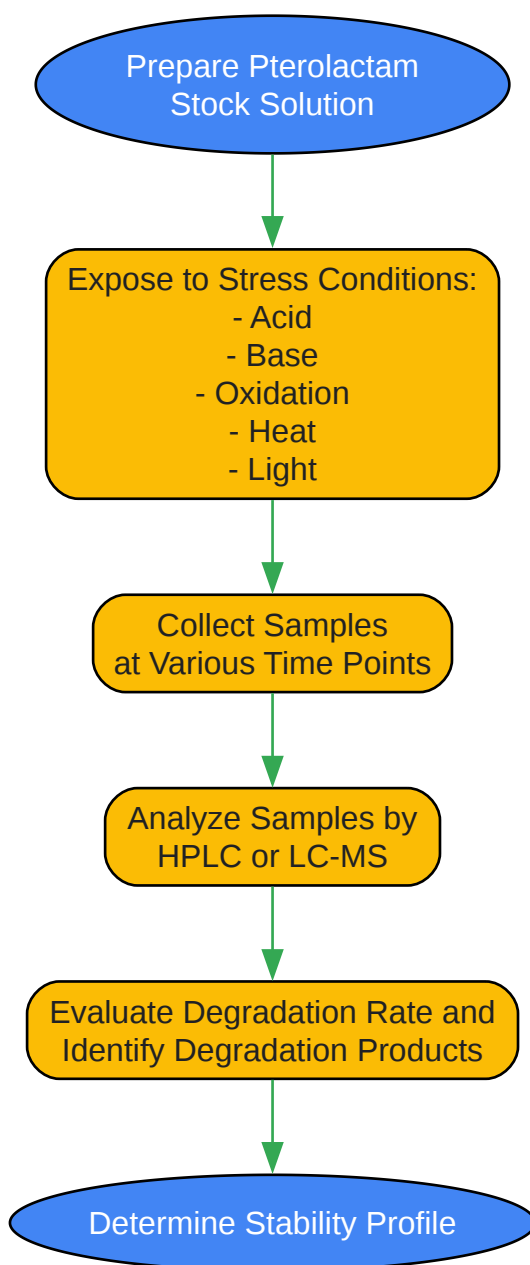 Prepare Pterolactam
Stock Solution
Expose to Stress Conditions:
- Acid
- Base
- Oxidation
- Heat
- Light
Collect Samples
at Various Time Points
Analyze Samples by
HPLC or LC-MS
Evaluate Degradation Rate and
Identify Degradation Products
Determine Stability Profile